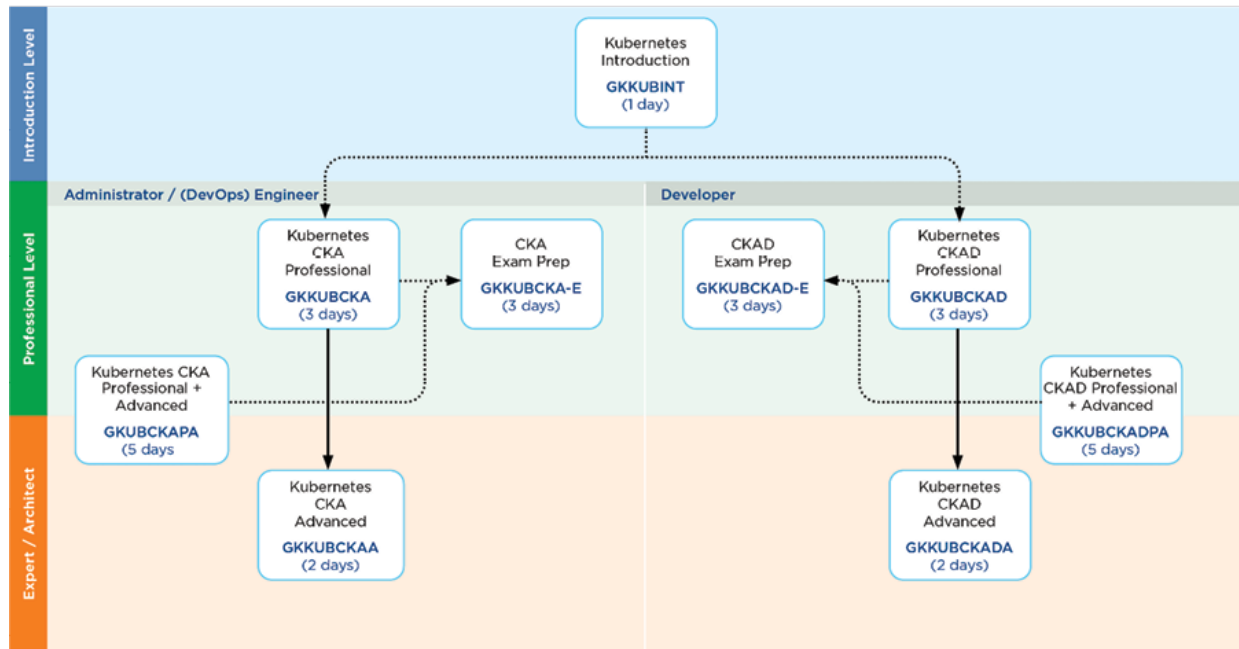 Introduction Level
Kubernetes
Introduction
GKKUBINT
(1 day)
Professional Level
Administrator / (DevOps) Engineer
Developer
Kubernetes
CKA
Professional
GKKUBCKA
(3 days)
CKA
Exam Prep
GKKUBCKA-E
(3 days)
CKAD
Exam Prep
GKKUBCKAD-E
(3 days)
Kubernetes
CKAD
Professional
GKKUBCKAD
(3 days)
Kubernetes CKA
Professional +
Advanced
GKUBCKAPA
(5 days
Kubernetes
CKAD Professional
+ Advanced
GKKUBCKADPA
(5 days)
Expert / Architect
Kubernetes
CKA
Advanced
GKKUBCKAA
(2 days)
Kubernetes
CKAD
Advanced
GKKUBCKADA
(2 days)